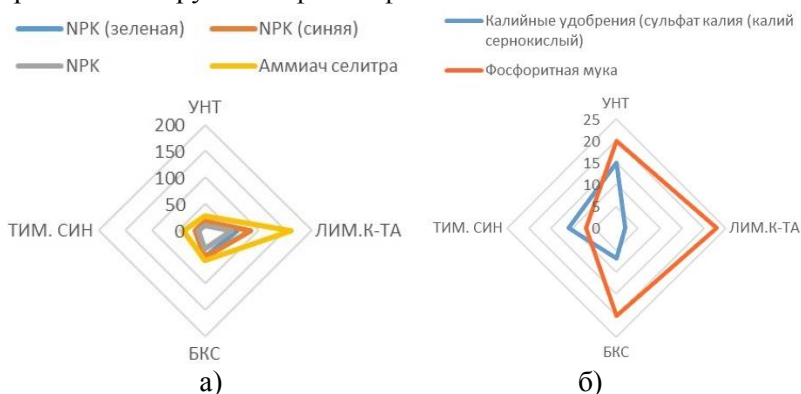 NPK (зеленая) NPK (синяя)
NPK Аммиач селитра
УНТ
200
150
100
50
0
ТИМ. СИН
ЛИМ.К-ТА
БКС
а)
Калийные удобрения (сульфат калия (калий
сернокислый)
Фосфоритная мука
УНТ
25
20
15
10
5
0
ТИМ. СИН
ЛИМ.К-ТА
БКС
б)